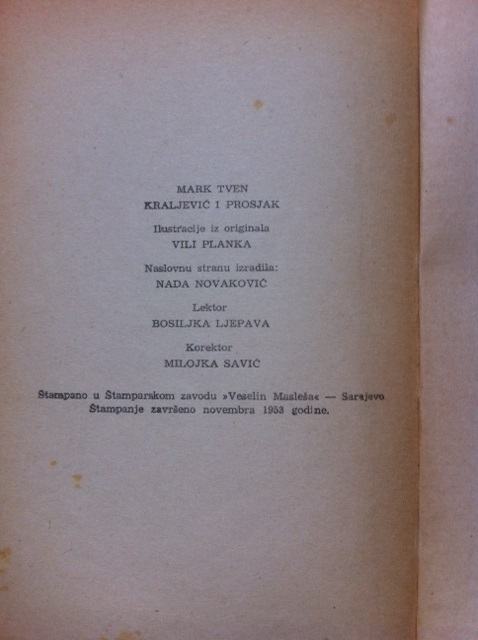 MARK TVEN
KRALJEVIĆ I PROSJAK
Ilustracije iz originala
VILI PLANKA
Naslovnu stranu izradila:
NADA NOVAKOVIĆ
Lektor
BOSILJKA LJEPAVA
Korektor
MILOJKA SAVIĆ
Štampano u Štamparskom zavodu »Veselin Masleša« — Sarajevo
Štampanje završeno novembra 1953 godine.